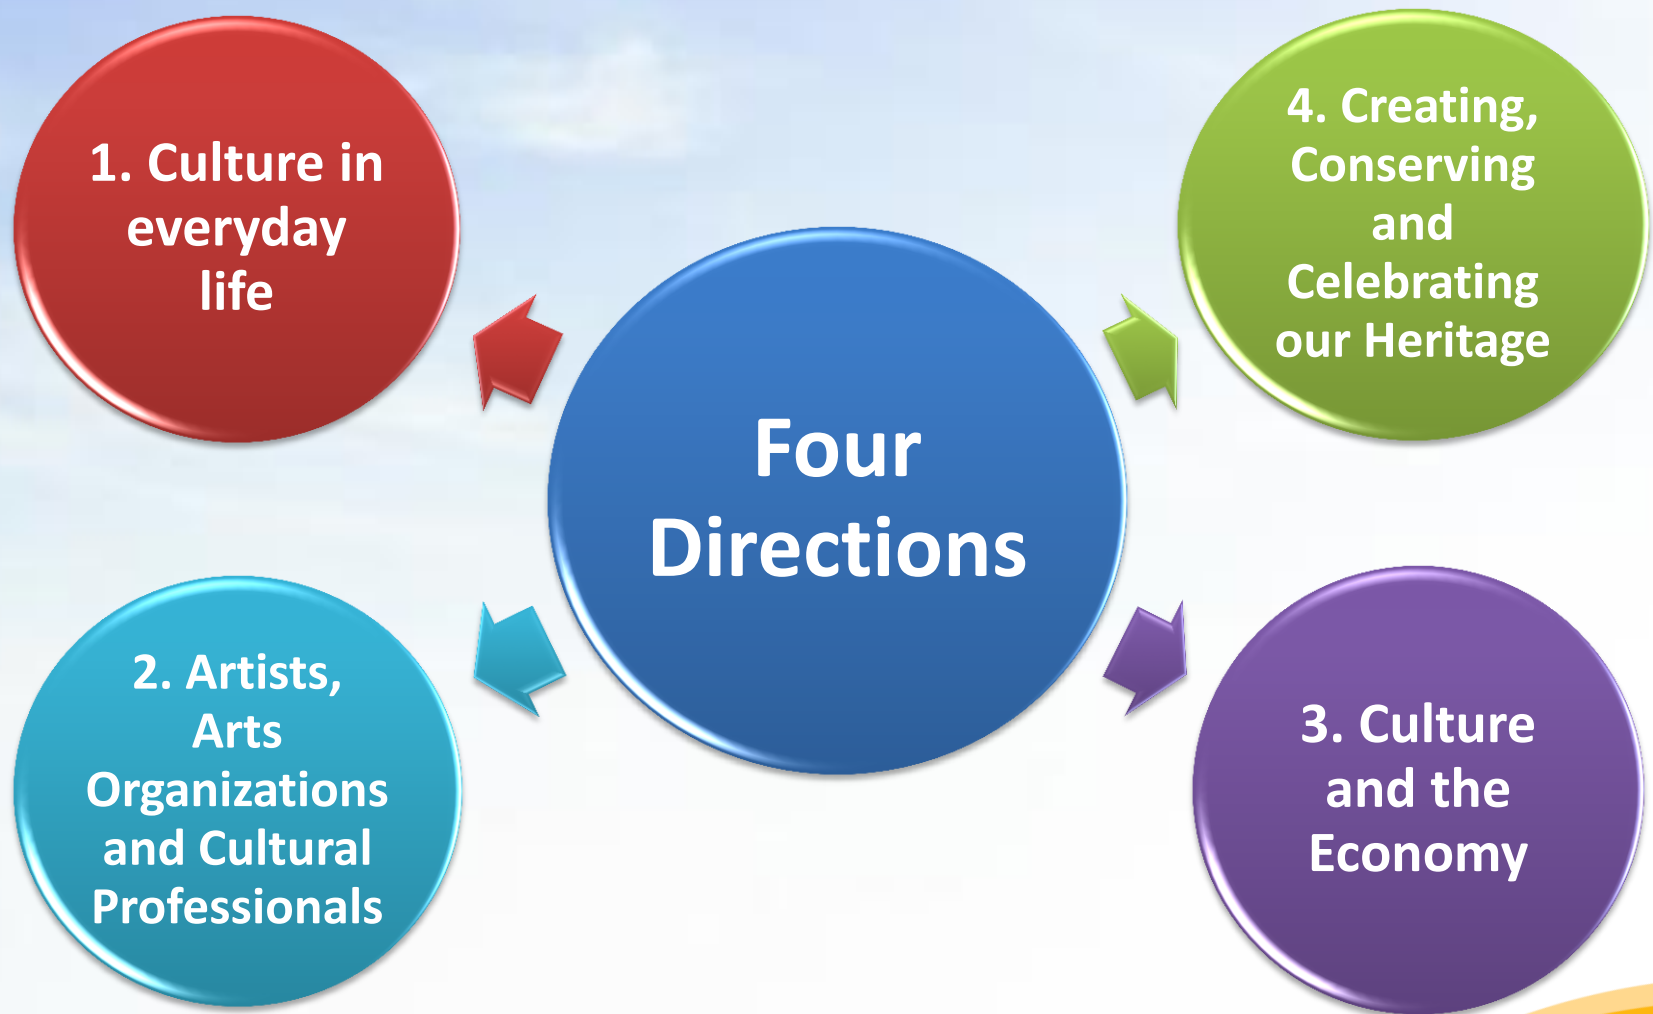 1. Culture in
everyday
life
2. Artists,
Arts
Organizations
and Cultural
Professionals
Four
Directions
3. Culture
and the
Economy
4. Creating,
Conserving
and
Celebrating
our Heritage